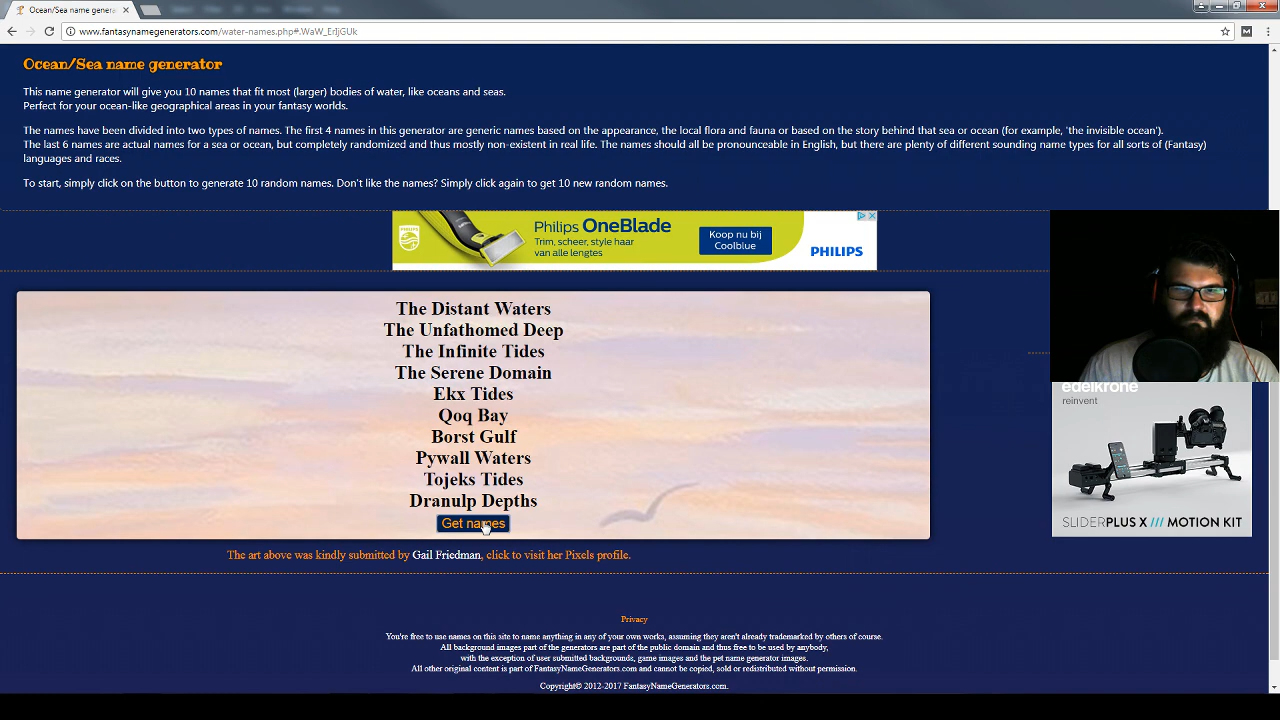 Ocean/Sea name genera
www.fantasynamegenerators.com/water-names.php#.WaW_ErljGUk
Ocean/Sea name generator
This name generator will give you 10 names that fit most (larger) bodies of water, like oceans and seas.
Perfect for your ocean-like geographical areas in your fantasy worlds.
The names have been divided into two types of names. The first 4 names in this generator are generic names based on the appearance, the local flora and fauna or based on the story behind that sea or ocean (for example, 'the invisible ocean').
The last 6 names are actual names for a sea or ocean, but completely randomized and thus mostly non-existent in real life. The names should all be pronounceable in English, but there are plenty of different sounding name types for all sorts of (Fantasy)
languages and races.
To start, simply click on the button to generate 10 random names. Don't like the names? Simply click again to get 10 new random names.
PHILIPS
Philips OneBlade
Trim, scheer, style haar
van alle lengtes
Koop nu bij
Coolblue
PHILIPS
The Distant Waters
The Unfathomed Deep
The Infinite Tides
The Serene Domain
Ekx Tides
Qoq Bay
Borst Gulf
Pywall Waters
Tojeks Tides
Dranulp Depths
Get names
The art above was kindly submitted by Gail Friedman, click to visit her Pixels profile.
edelkrone
reinvent
SLIDERPLUS X /// MOTION KIT
Privacy
You're free to use names on this site to name anything in any of your own works, assuming they aren't already trademarked by others of course.
All background images part of the generators are part of the public domain and thus free to be used by anybody,
with the exception of user submitted backgrounds, game images and the pet name generator images.
All other original content is part of FantasyNameGenerators.com and cannot be copied, sold or redistributed without permission.
Copyright© 2012-2017 FantasyNameGenerators.com.